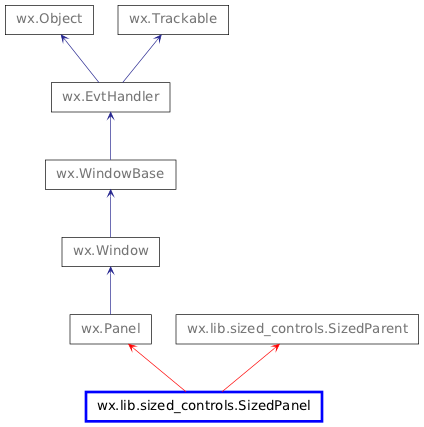 wx.Object
wx.Trackable
wx.EvtHandler
wx.WindowBase
wx.Window
wx.Panel
wx.lib.sized_controls.SizedParent
wx.lib.sized_controls.SizedPanel